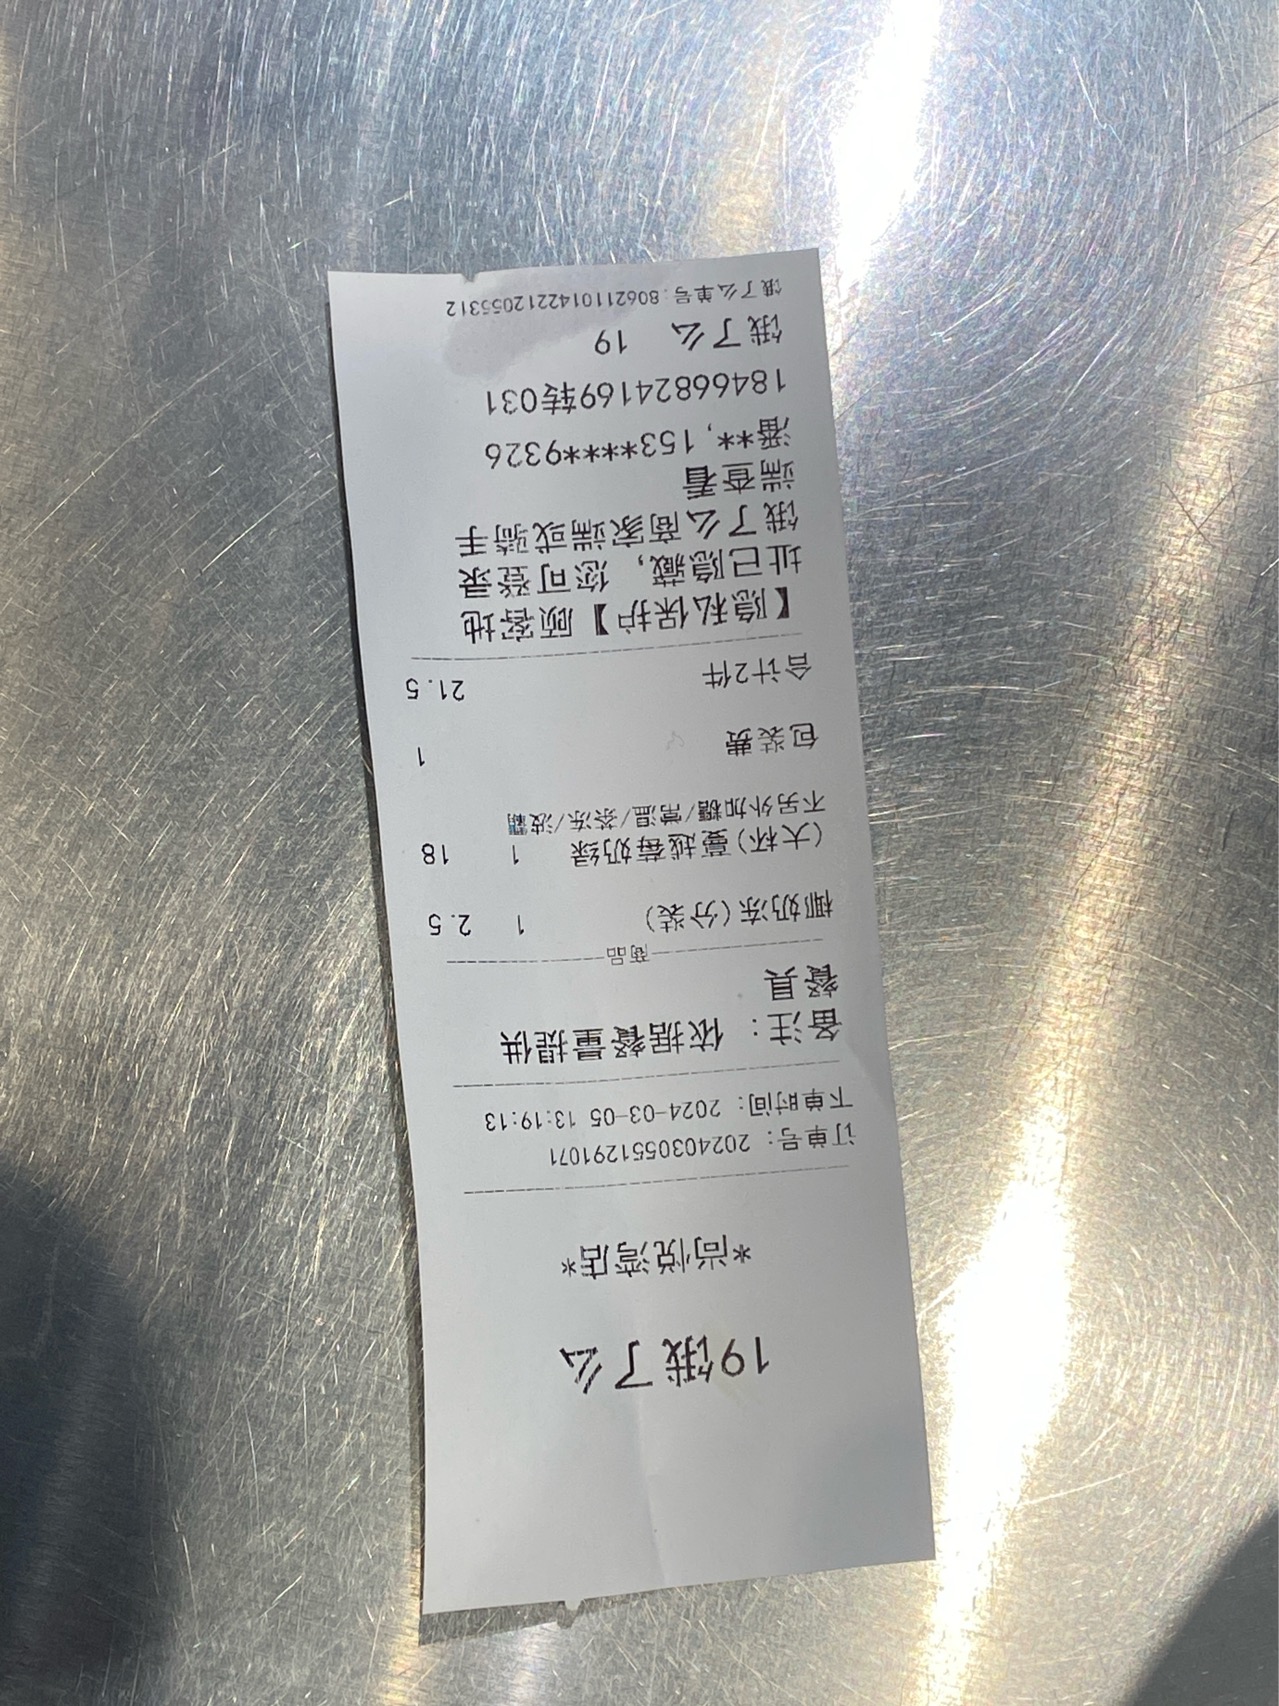 19饿了么
*尚悦湾店*
订单号: 20240305512910​71
下单时间: 2024-03-05 13:19:13
备注: 依据餐量提供
餐具
商品
椰奶冻(分装) 1 2.5
(大杯)蔓越莓奶绿 1 18
不另外加糖/常温/茶冻/波霸
包装费 1
合计2件 21.5
【隐私保护】顾客地
址已隐藏, 您可登录
饿了么商家端或骑手
端查看
潘**,153****9326
18466824169转031
饿了么 19
饿了么单号:8062111014221205​5312